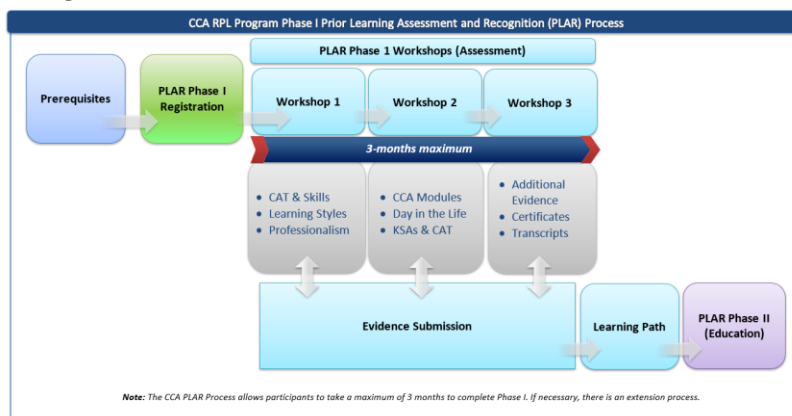 CCA RPL Program Phase I Prior Learning Assessment and Recognition (PLAR) Process
PLAR Phase 1 Workshops (Assessment)
Prerequisites
PLAR Phase I
Registration
Workshop 1
Workshop 2
Workshop 3
3-months maximum
• CAT & Skills
• Learning Styles
• Professionalism
• CCA Modules
• Day in the Life
• KSAs & CAT
• Additional
Evidence
• Certificates
• Transcripts
Evidence Submission
Learning Path
PLAR Phase II
(Education)
Note: The CCA PLAR Process allows participants to take a maximum of 3 months to complete Phase I. If necessary, there is an extension process.